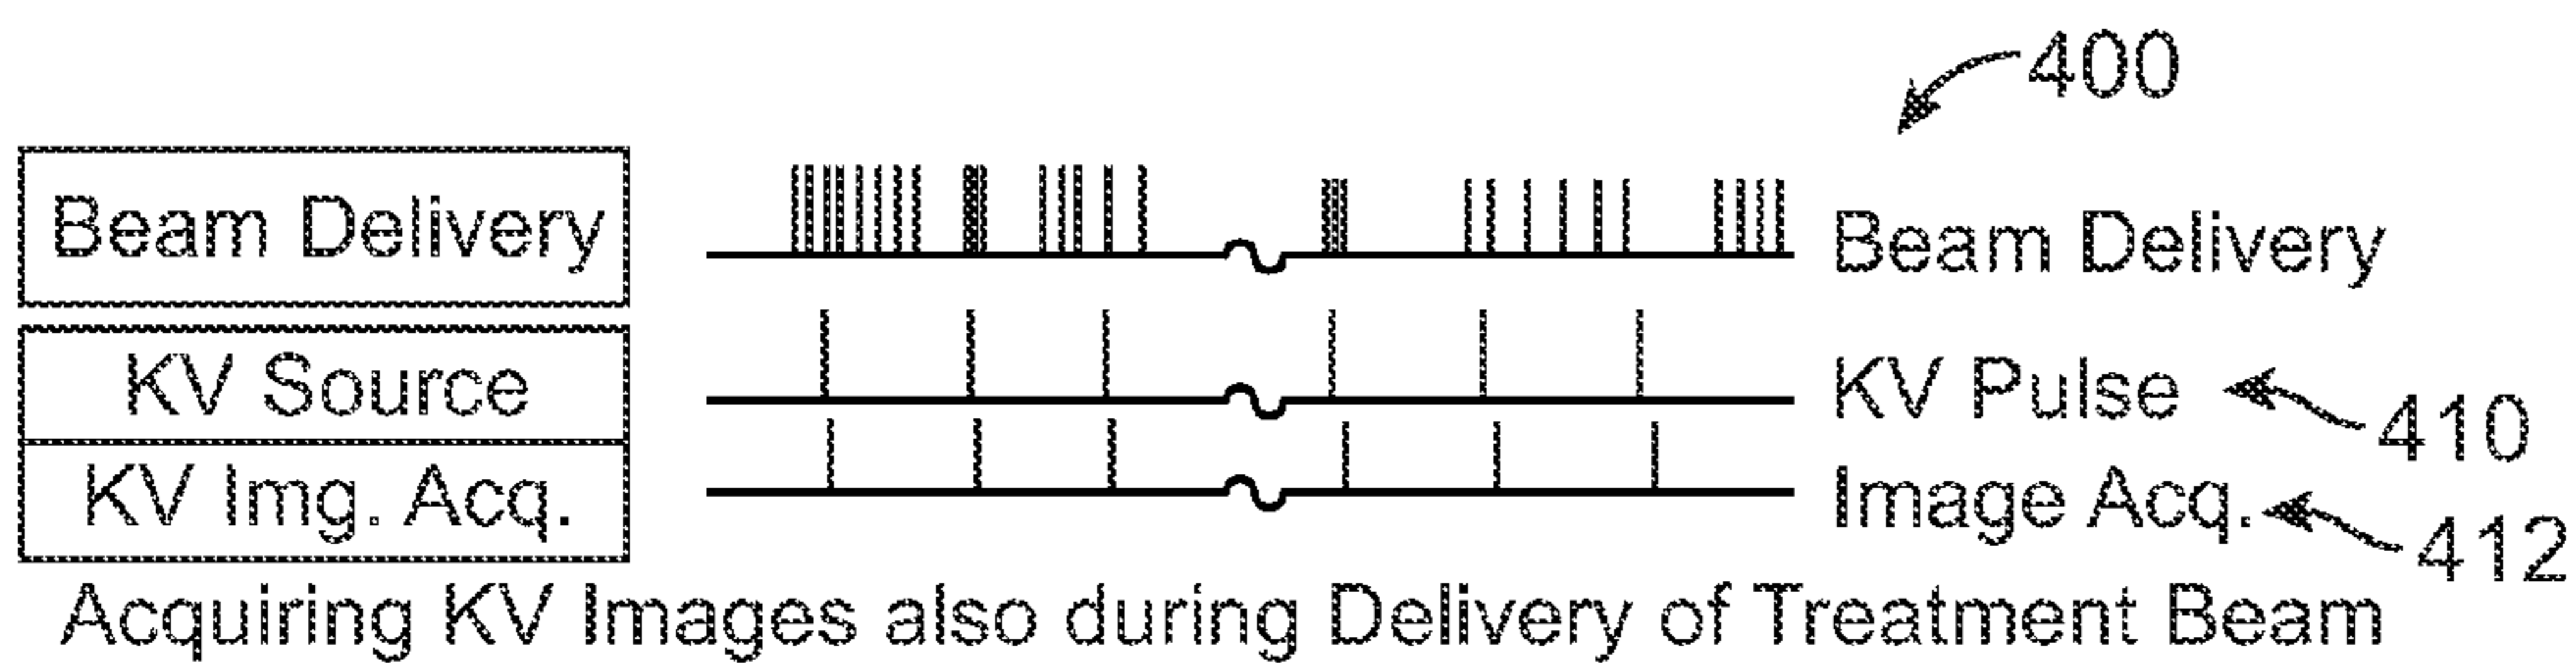 400
Beam Delivery Beam Delivery
KV Source KV Pulse
410
KV Img. Acq. Image Acq.
412
Acquiring KV Images also during Delivery of Treatment Beam